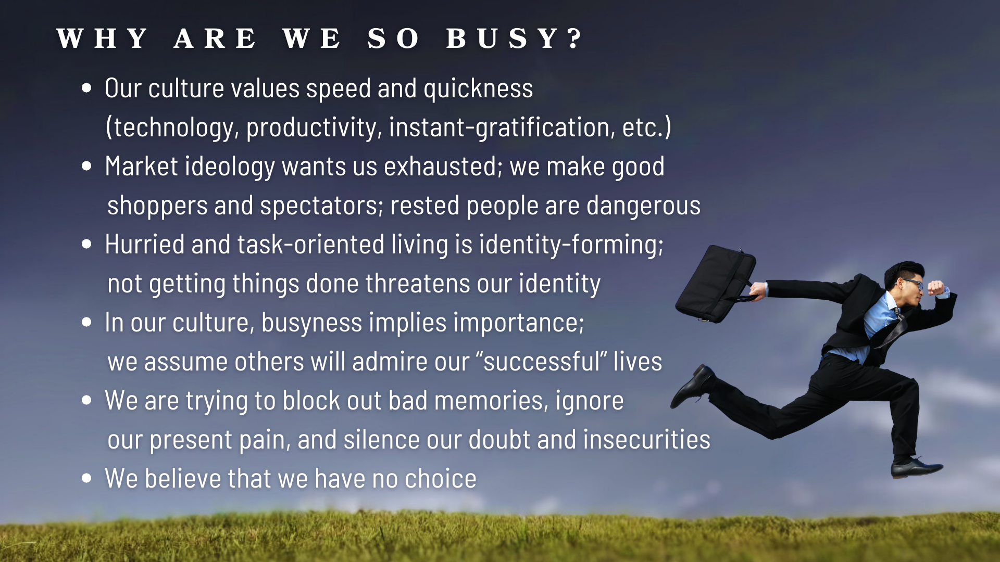 WHY ARE WE SO BUSY?
• Our culture values speed and quickness
(technology, productivity, instant-gratification, etc.)
• Market ideology wants us exhausted; we make good
shoppers and spectators; rested people are dangerous
• Hurried and task-oriented living is identity-forming;
not getting things done threatens our identity
• In our culture, busyness implies importance;
we assume others will admire our “successful” lives
• We are trying to block out bad memories, ignore
our present pain, and silence our doubt and insecurities
• We believe that we have no choice